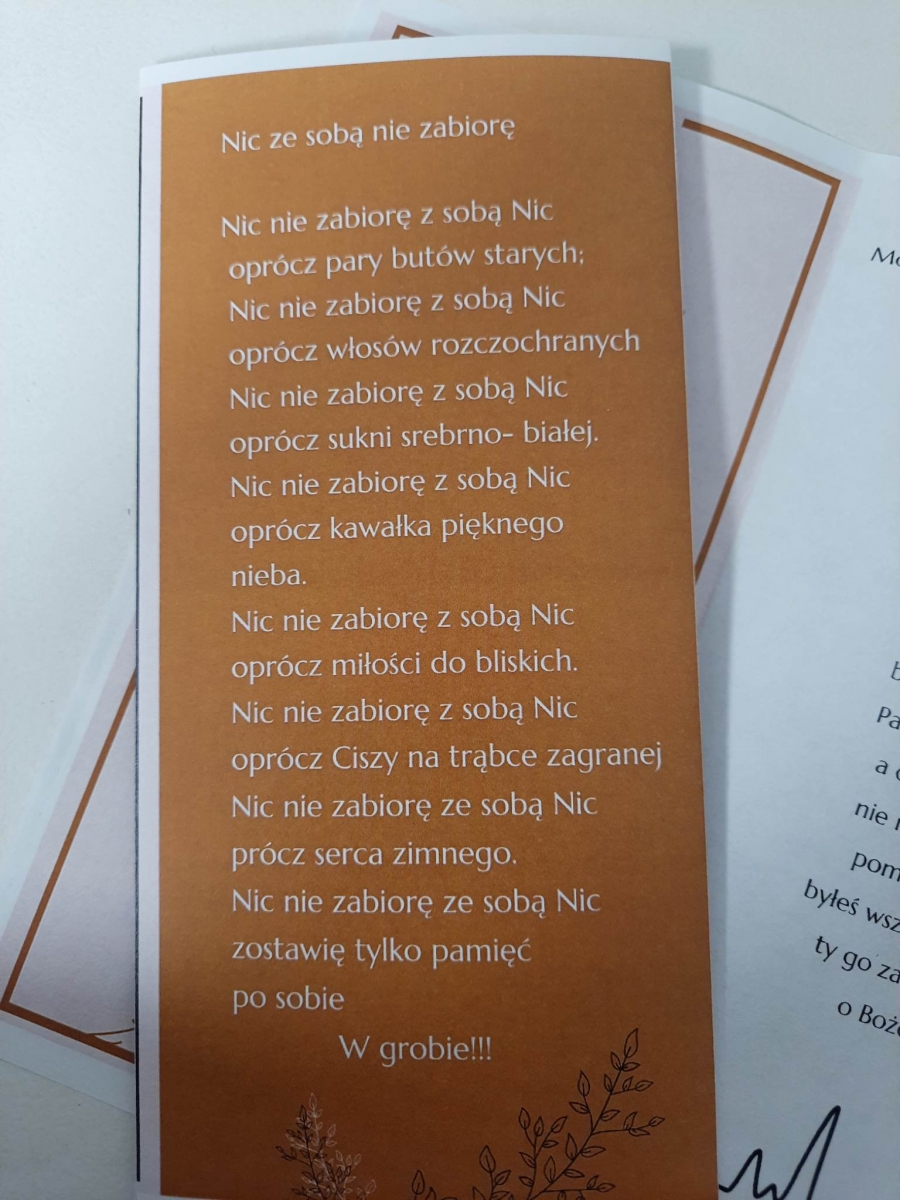 Nic ze sobą nie zabiorę
Nic nie zabiorę z sobą Nic
oprócz pary butów starych;
Nic nie zabiorę z sobą Nic
oprócz włosów rozczochranych
Nic nie zabiorę z sobą Nic
oprócz sukni srebrno- białej.
Nic nie zabiorę z sobą Nic
oprócz kawałka pięknego
nieba.
Nic nie zabiorę z sobą Nic
oprócz miłości do bliskich.
Nic nie zabiorę z sobą Nic
oprócz Ciszy na trąbce zagranej
Nic nie zabiorę ze sobą Nic
prócz serca zimnego.
Nic nie zabiorę ze sobą Nic
zostawię tylko pamięć
po sobie
W grobie!!!
a
nie
byłeś
ty go
o